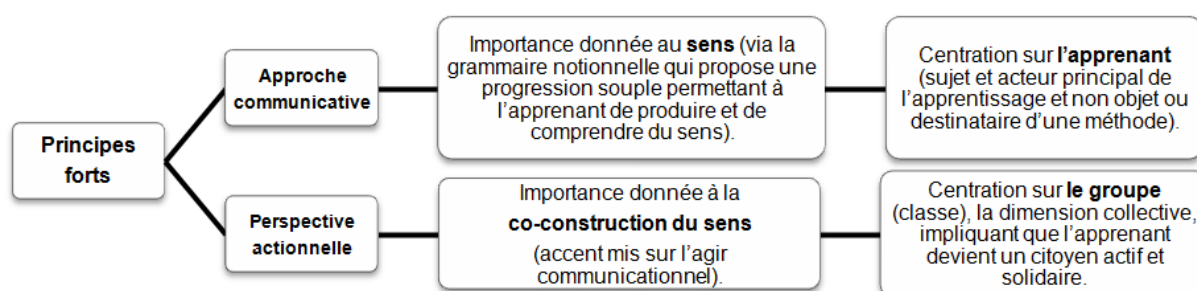 Principes
forts
Approche
communicative
Importance donnée au sens (via la
grammaire notionnelle qui propose une
progression souple permettant à
l’apprenant de produire et de
comprendre du sens).
Centration sur l’apprenant
(sujet et acteur principal de
l’apprentissage et non objet ou
destinataire d’une méthode).
Perspective
actionnelle
Importance donnée à la
co-construction du sens
(accent mis sur l’agir
communicationnel).
Centration sur le groupe
(classe), la dimension collective,
impliquant que l’apprenant
devient un citoyen actif et
solidaire.